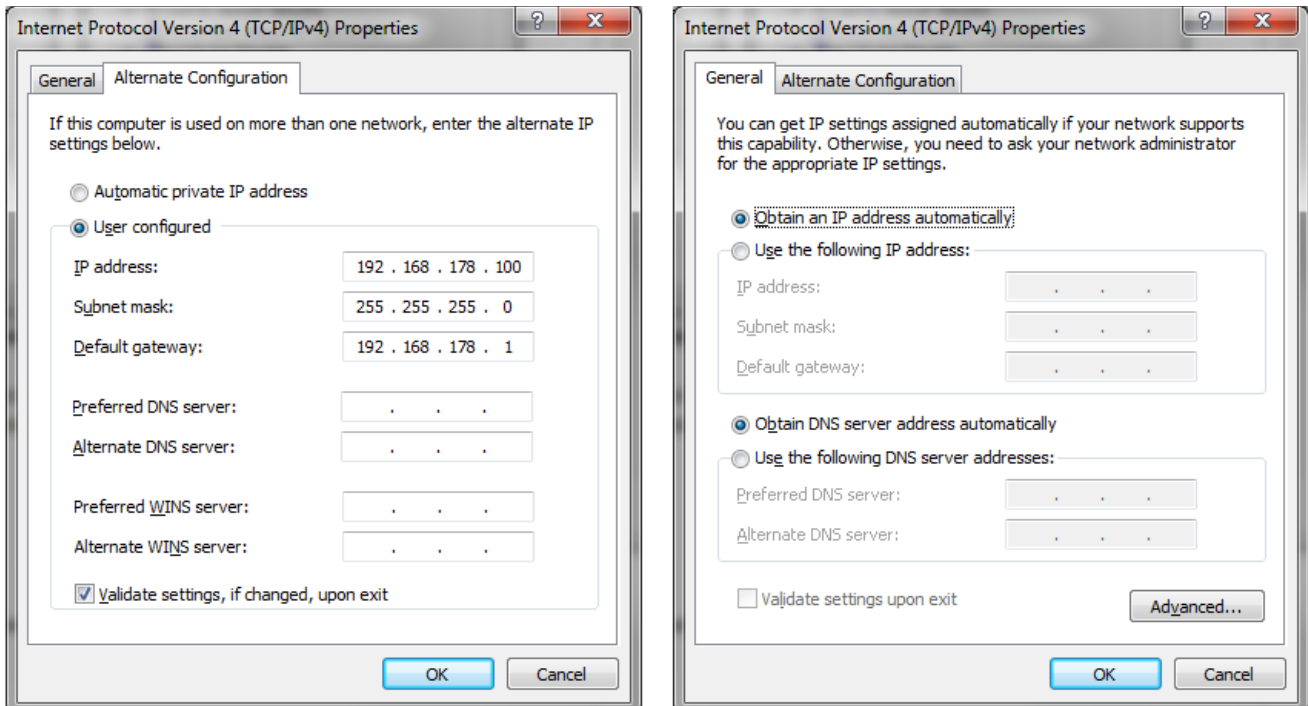 Internet Protocol Version 4 (TCP/IPv4) Properties
General
Alternate Configuration
If this computer is used on more than one network, enter the alternate IP
settings below.
Automatic private IP address
User configured
IP address:
192 . 168 . 178 . 100
Subnet mask:
255 . 255 . 255 . 0
Default gateway:
192 . 168 . 178 . 1
Preferred DNS server:
. . .
Alternate DNS server:
. . .
Preferred WINS server:
. . .
Alternate WINS server:
. . .
Validate settings, if changed, upon exit
OK
Cancel
Internet Protocol Version 4 (TCP/IPv4) Properties
General
Alternate Configuration
You can get IP settings assigned automatically if your network supports
this capability. Otherwise, you need to ask your network administrator
for the appropriate IP settings.
Obtain an IP address automatically
Use the following IP address:
IP address:
. . .
Subnet mask:
. . .
Default gateway:
. . .
Obtain DNS server address automatically
Use the following DNS server addresses:
Preferred DNS server:
. . .
Alternate DNS server:
. . .
Validate settings upon exit
Advanced...
OK
Cancel